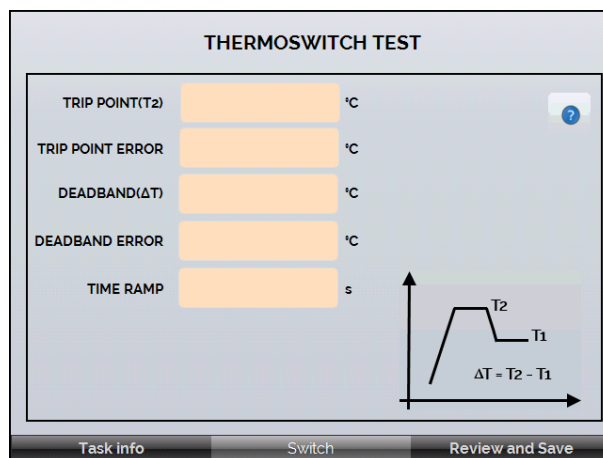 THERMOSWITCH TEST
TRIP POINT(T2) °C
?
TRIP POINT ERROR °C
DEADBAND(ΔT) °C
DEADBAND ERROR °C
TIME RAMP s
T2
T1
ΔT = T2 - T1
Task info Switch Review and Save